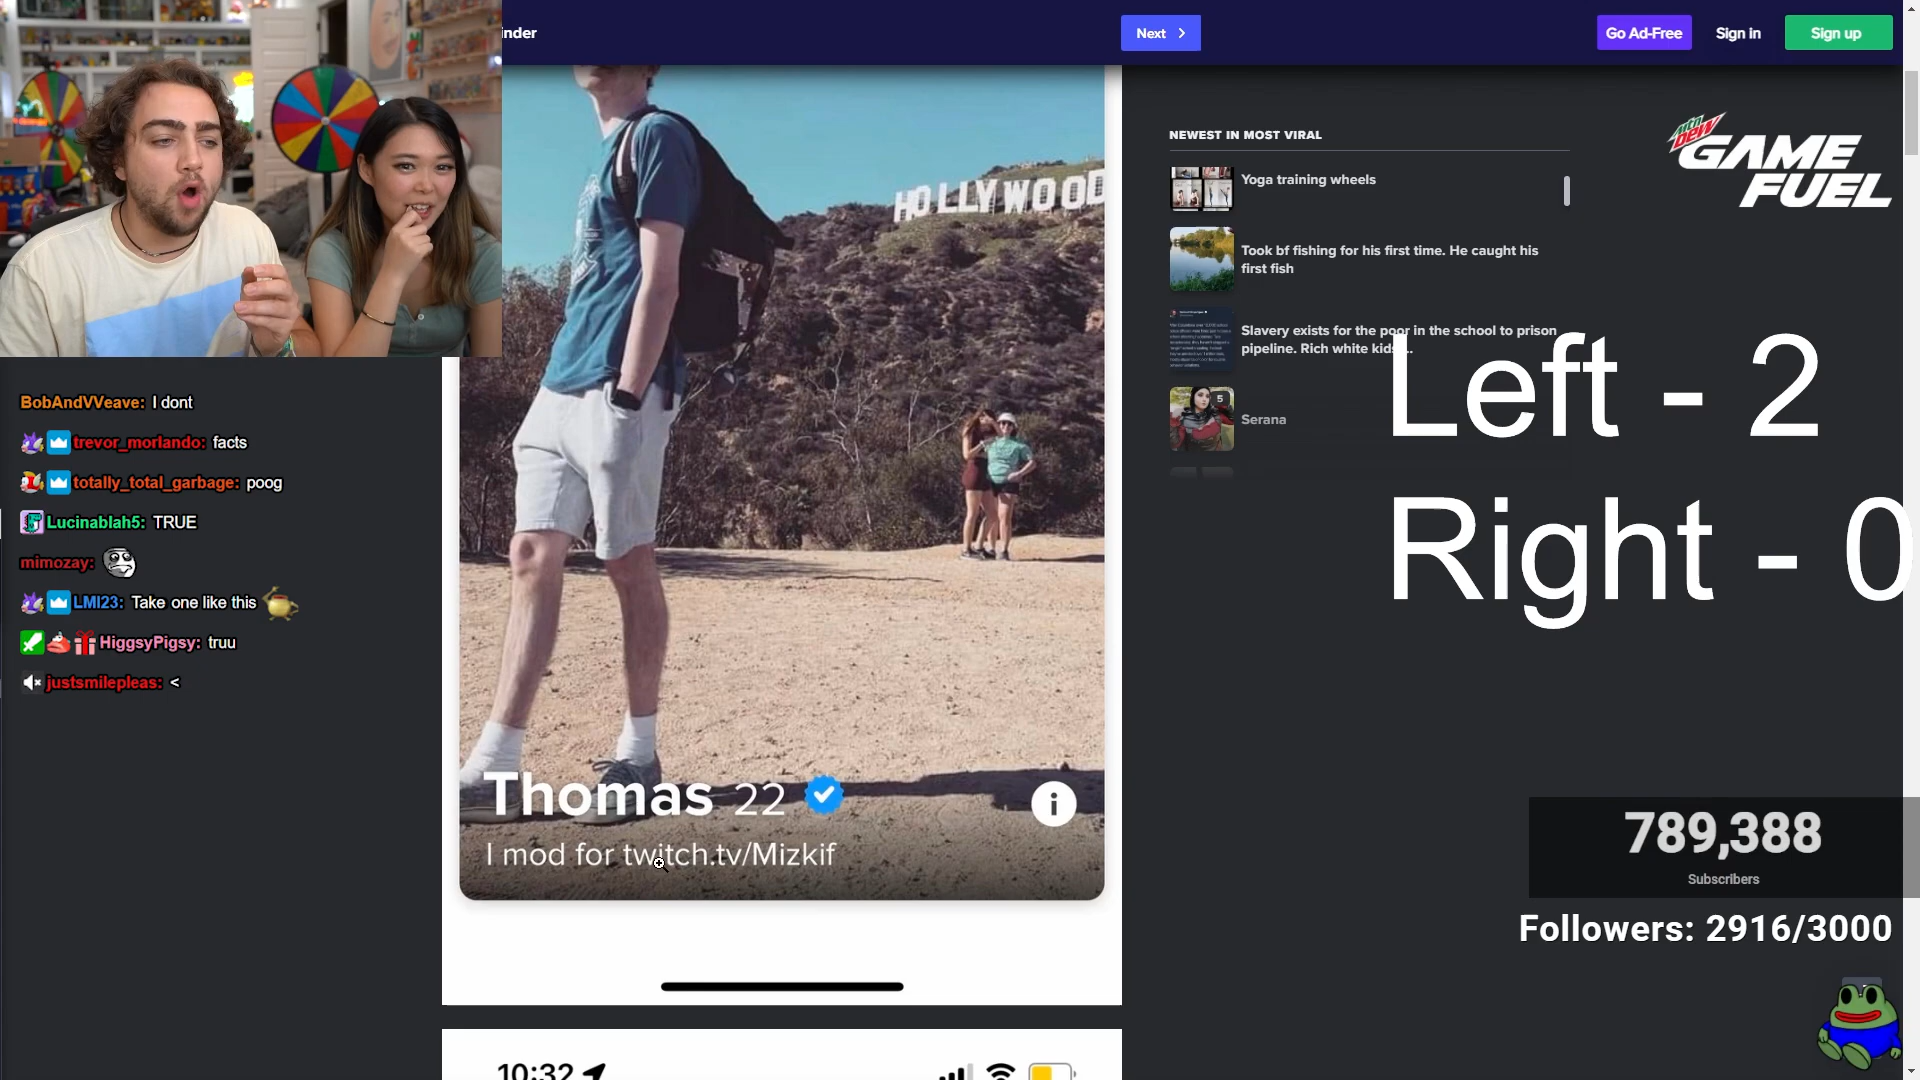 inder
Next
Go Ad-Free
Sign in
Sign up
HOLLYWOOD
NEWEST IN MOST VIRAL
Yoga training wheels
Took bf fishing for his first time. He caught his
first fish
Slavery exists for the poor in the school to prison
pipeline. Rich white kids...
5
Serana
mtn
DEW
GAME
FUEL
Left - 2
Right - 0
BobAndVVeave: I dont
trevor_morlando: facts
totally_total_garbage: poog
Lucinablah5: TRUE
mimozay:
LMI23: Take one like this
HiggsyPigsy: truu
justsmilepleas: <
Thomas 22
I mod for twitch.tv/Mizkif
789,388
Subscribers
Followers: 2916/3000
10:32